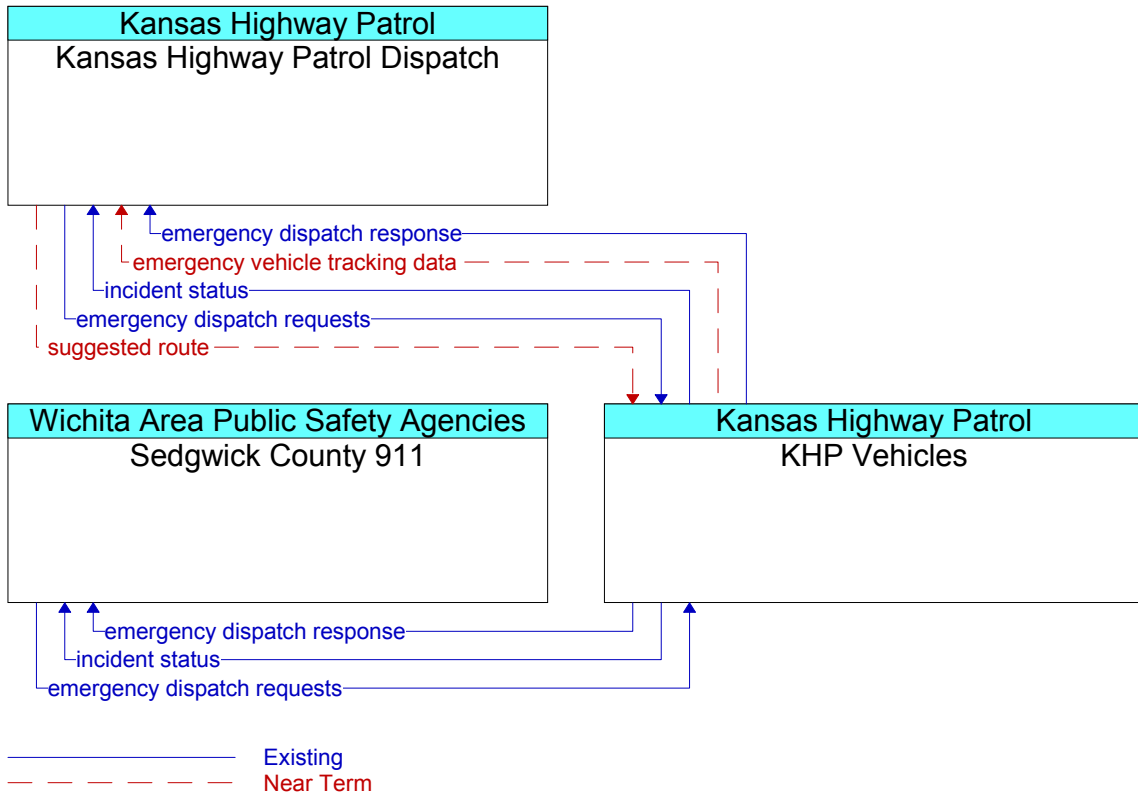 Kansas Highway Patrol
Kansas Highway Patrol Dispatch
emergency dispatch response
emergency vehicle tracking data
incident status
emergency dispatch requests
suggested route
Wichita Area Public Safety Agencies
Sedgwick County 911
Kansas Highway Patrol
KHP Vehicles
emergency dispatch response
incident status
emergency dispatch requests
Existing
Near Term